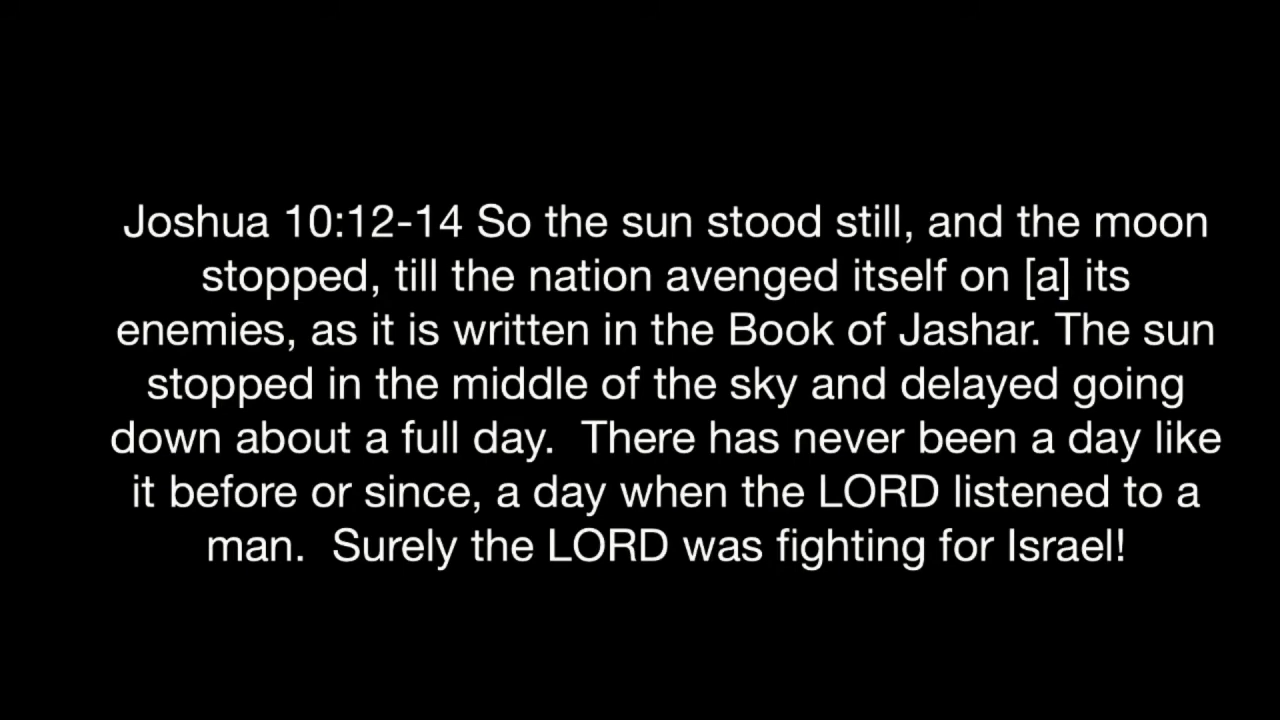 Joshua 10:12-14 So the sun stood still, and the moon
stopped, till the nation avenged itself on [a] its
enemies, as it is written in the Book of Jashar. The sun
stopped in the middle of the sky and delayed going
down about a full day.  There has never been a day like
it before or since, a day when the LORD listened to a
man.  Surely the LORD was fighting for Israel!